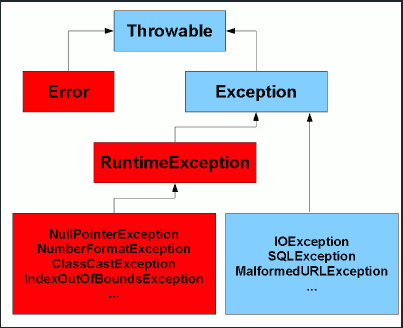 Throwable
Error
Exception
RuntimeException
NullPointerException
NumberFormatException
ClassCastException
IndexOutOfBoundsException
...
IOException
SQLException
MalformedURLException
...